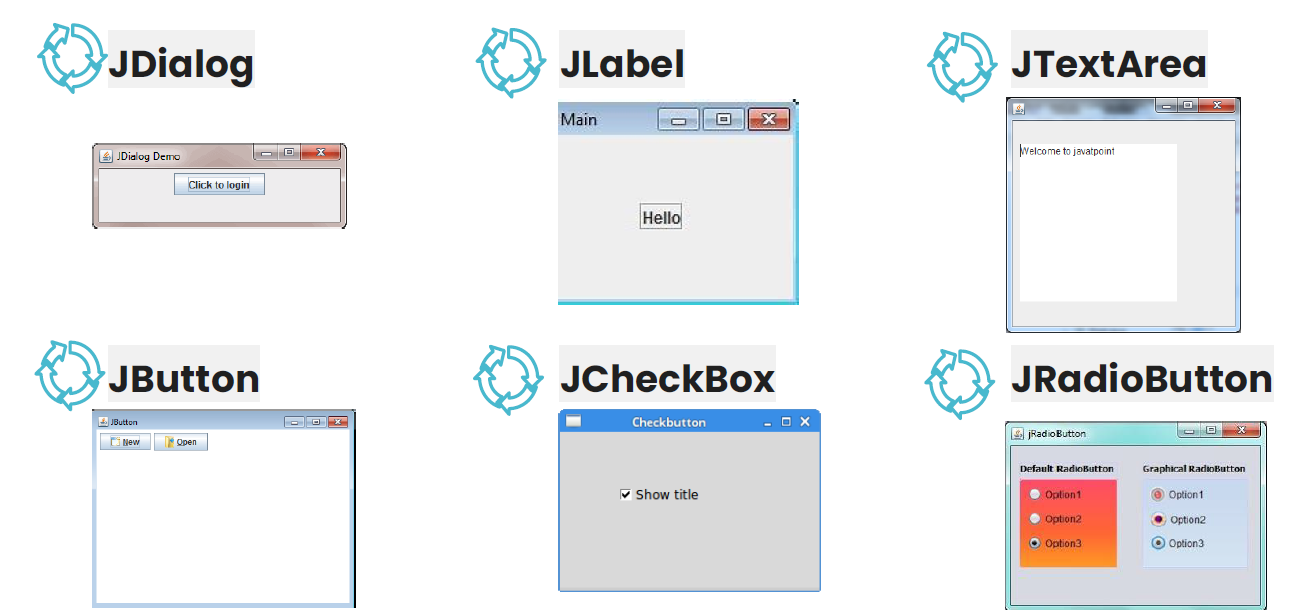 JDialog
JDialog Demo
Click to login
JLabel
Main
Hello
JTextArea
Welcome to javatpoint
JButton
JButton
New
Open
JCheckBox
Checkbutton
Show title
JRadioButton
jRadioButton
Default RadioButton
Option1
Option2
Option3
Graphical RadioButton
Option1
Option2
Option3